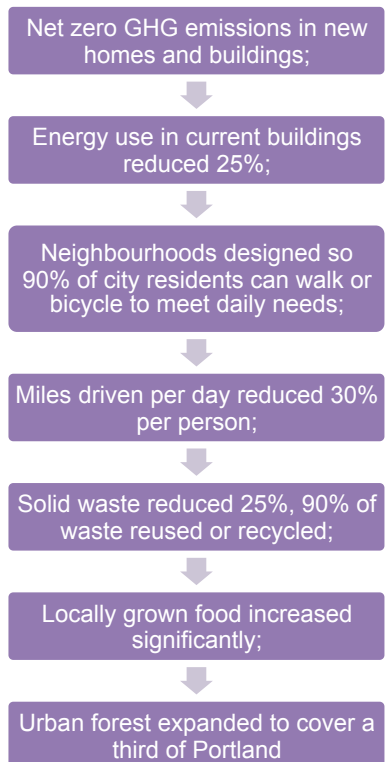 Net zero GHG emissions in new
homes and buildings;
Energy use in current buildings
reduced 25%;
Neighbourhoods designed so
90% of city residents can walk or
bicycle to meet daily needs;
Miles driven per day reduced 30%
per person;
Solid waste reduced 25%, 90% of
waste reused or recycled;
Locally grown food increased
significantly;
Urban forest expanded to cover a
third of Portland